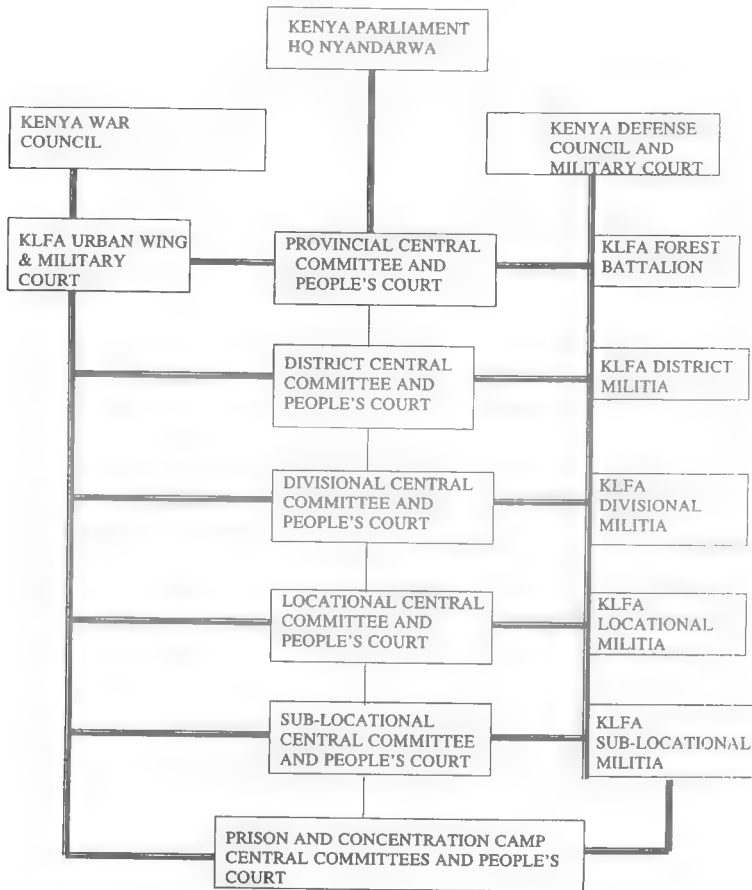 KENYA PARLIAMENT
HQ NYANDARWA
KENYA WAR
COUNCIL
KENYA DEFENSE
COUNCIL AND
MILITARY COURT
KLFA URBAN WING
& MILITARY
COURT
PROVINCIAL CENTRAL
COMMITTEE AND
PEOPLE'S COURT
KLFA FOREST
BATTALION
DISTRICT CENTRAL
COMMITTEE AND
PEOPLE'S COURT
KLFA DISTRICT
MILITIA
DIVISIONAL CENTRAL
COMMITTEE AND
PEOPLE'S COURT
KLFA
DIVISIONAL
MILITIA
LOCATIONAL CENTRAL
COMMITTEE AND
PEOPLE'S COURT
KLFA
LOCATIONAL
MILITIA
SUB-LOCATIONAL
CENTRAL COMMITTEE
AND PEOPLE'S COURT
KLFA
SUB-LOCATIONAL
MILITIA
PRISON AND CONCENTRATION CAMP
CENTRAL COMMITTEES AND PEOPLE'S
COURT